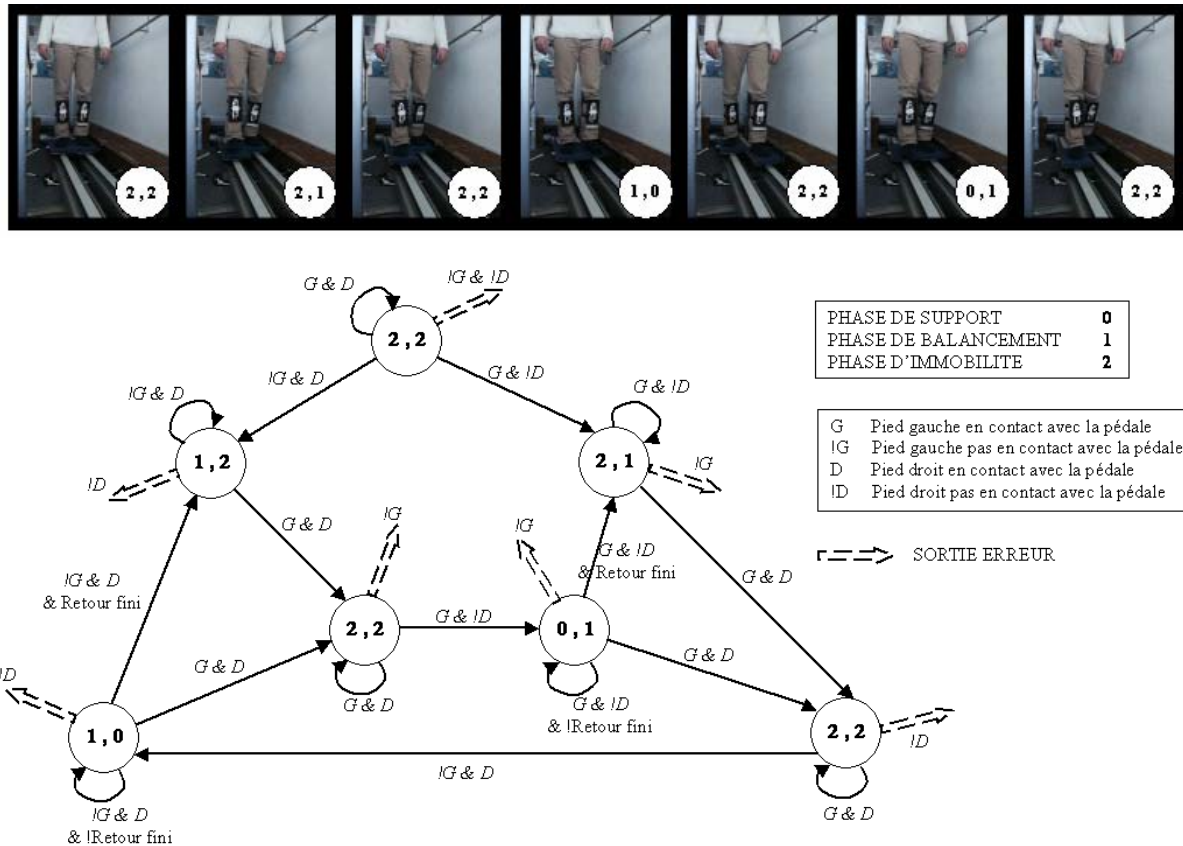 2,2
2,1
2,2
1,0
2,2
0,1
2,2
G & D
!G & !D
2,2
!G & D
G & !D
PHASE DE SUPPORT 0
PHASE DE BALANCEMENT 1
PHASE D'IMMOBILITE 2
!G & D
1,2
!D
G & !D
2,1
!G
G Pied gauche en contact avec la pédale
!G Pied gauche pas en contact avec la pédale
D Pied droit en contact avec la pédale
!D Pied droit pas en contact avec la pédale
SORTIE ERREUR
G & D
!G
!G
G & !D
& Retour fini
G & D
!G & D
& Retour fini
2,2
G & !D
0,1
G & D
G & D
G & D
G & !D
& !Retour fini
!D
1,0
2,2
!D
!G & D
G & D
!G & D
& !Retour fini